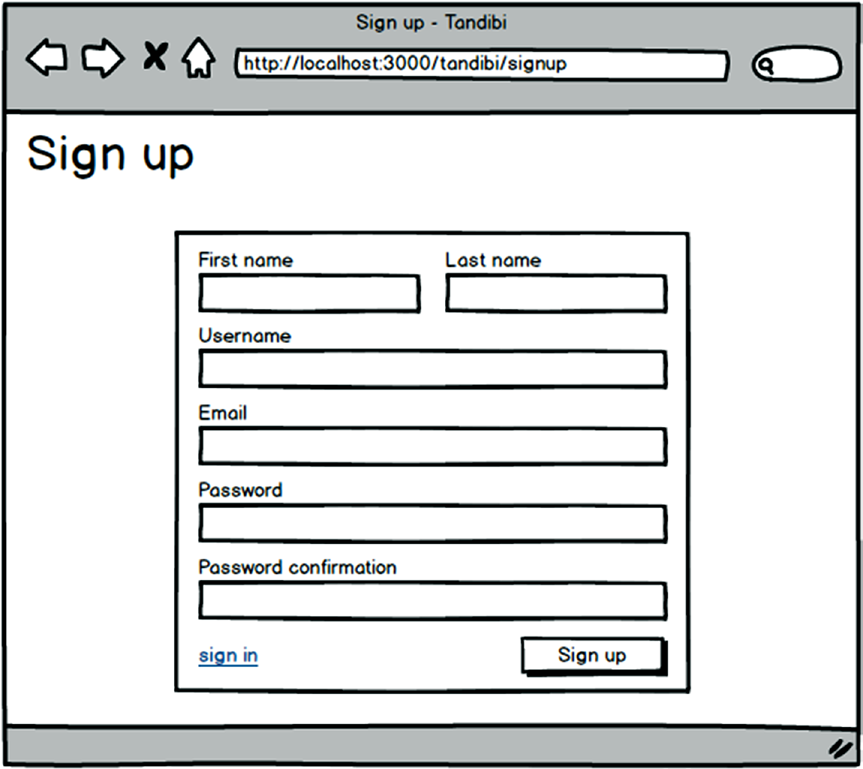 Sign up - Tandibi
http://localhost:3000/tandibi/signup
Sign up
First name Last name
Username
Email
Password
Password confirmation
sign in Sign up